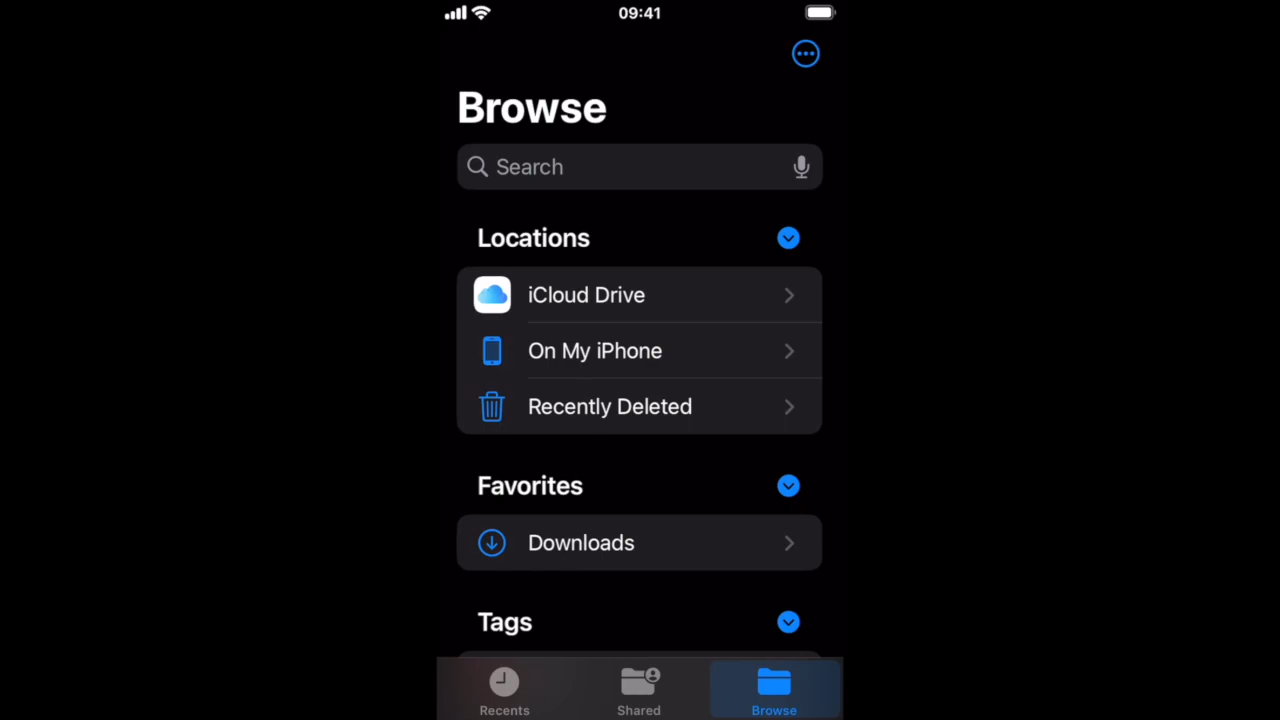 09:41
Browse
Search
Locations
iCloud Drive
On My iPhone
Recently Deleted
Favorites
Downloads
Tags
Recents
Shared
Browse